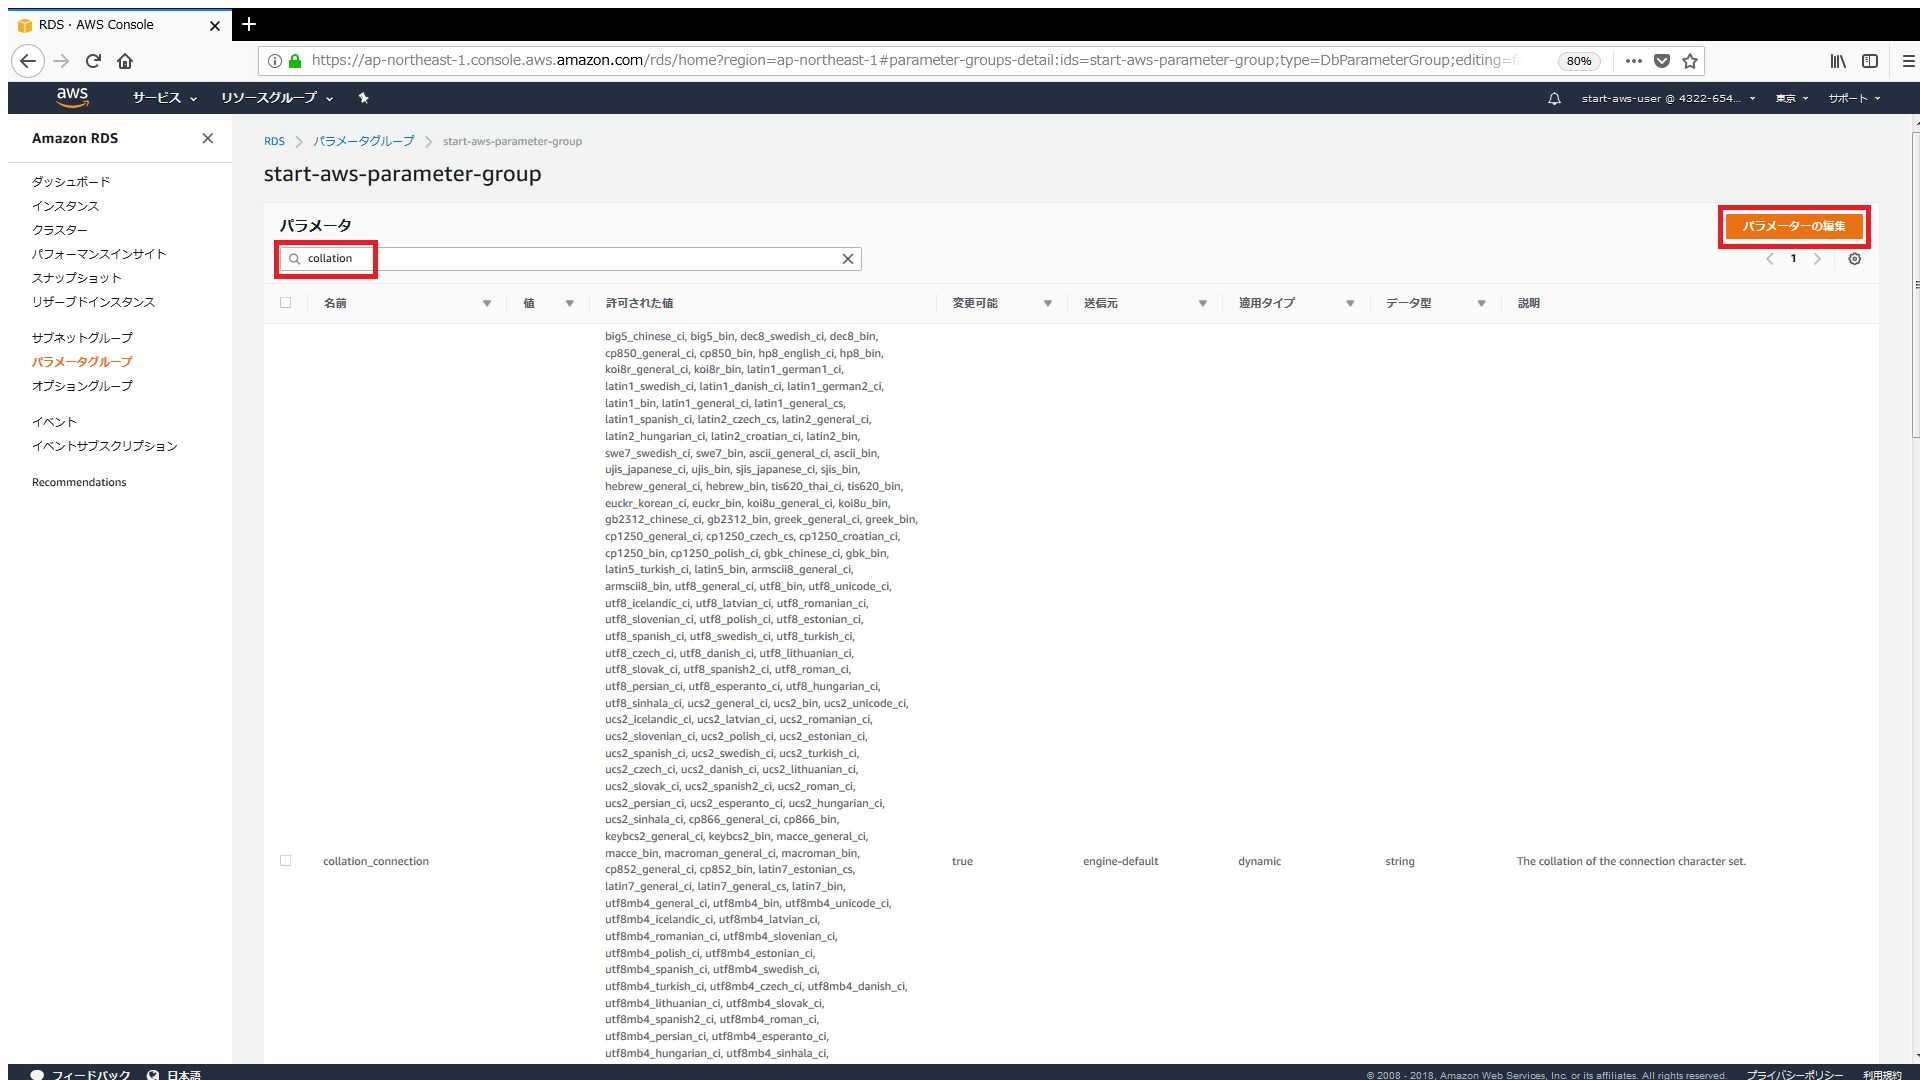 RDS · AWS Console
https://ap-northeast-1.console.aws.amazon.com/rds/home?region=ap-northeast-1#parameter-groups-detail:ids=start-aws-parameter-group;type=DbParameterGroup;editing=f
80%
aws サービス リソースグループ start-aws-user @ 4322-654... 東京 サポート
Amazon RDS
ダッシュボード
インスタンス
クラスター
パフォーマンスインサイト
スナップショット
リザーブドインスタンス
サブネットグループ
パラメータグループ
オプショングループ
イベント
イベントサブスクリプション
Recommendations
RDS パラメータグループ start-aws-parameter-group
start-aws-parameter-group
パラメータ
パラメーターの編集
collation
1
名前 値 許可された値 変更可能 送信元 適用タイプ データ型 説明
big5_chinese_ci, big5_bin, dec8_swedish_ci, dec8_bin,
cp850_general_ci, cp850_bin, hp8_english_ci, hp8_bin,
koi8r_general_ci, koi8r_bin, latin1_german1_ci,
latin1_swedish_ci, latin1_danish_ci, latin1_german2_ci,
latin1_bin, latin1_general_ci, latin1_general_cs,
latin1_spanish_ci, latin2_czech_cs, latin2_general_ci,
latin2_hungarian_ci, latin2_croatian_ci, latin2_bin,
swe7_swedish_ci, swe7_bin, ascii_general_ci, ascii_bin,
ujis_japanese_ci, ujis_bin, sjis_japanese_ci, sjis_bin,
hebrew_general_ci, hebrew_bin, tis620_thai_ci, tis620_bin,
euckr_korean_ci, euckr_bin, koi8u_general_ci, koi8u_bin,
gb2312_chinese_ci, gb2312_bin, greek_general_ci, greek_bin,
cp1250_general_ci, cp1250_czech_cs, cp1250_croatian_ci,
cp1250_bin, cp1250_polish_ci, gbk_chinese_ci, gbk_bin,
latin5_turkish_ci, latin5_bin, armscii8_general_ci,
armscii8_bin, utf8_general_ci, utf8_bin, utf8_unicode_ci,
utf8_icelandic_ci, utf8_latvian_ci, utf8_romanian_ci,
utf8_slovenian_ci, utf8_polish_ci, utf8_estonian_ci,
utf8_spanish_ci, utf8_swedish_ci, utf8_turkish_ci,
utf8_czech_ci, utf8_danish_ci, utf8_lithuanian_ci,
utf8_slovak_ci, utf8_spanish2_ci, utf8_roman_ci,
utf8_persian_ci, utf8_esperanto_ci, utf8_hungarian_ci,
utf8_sinhala_ci, ucs2_general_ci, ucs2_bin, ucs2_unicode_ci,
ucs2_icelandic_ci, ucs2_latvian_ci, ucs2_romanian_ci,
ucs2_slovenian_ci, ucs2_polish_ci, ucs2_estonian_ci,
ucs2_spanish_ci, ucs2_swedish_ci, ucs2_turkish_ci,
ucs2_czech_ci, ucs2_danish_ci, ucs2_lithuanian_ci,
ucs2_slovak_ci, ucs2_spanish2_ci, ucs2_roman_ci,
ucs2_persian_ci, ucs2_esperanto_ci, ucs2_hungarian_ci,
ucs2_sinhala_ci, cp866_general_ci, cp866_bin,
keybcs2_general_ci, keybcs2_bin, macce_general_ci,
macce_bin, macroman_general_ci, macroman_bin,
collation_connection true engine-default dynamic string The collation of the connection character set.
cp852_general_ci, cp852_bin, latin7_estonian_cs,
latin7_general_ci, latin7_general_cs, latin7_bin,
utf8mb4_general_ci, utf8mb4_bin, utf8mb4_unicode_ci,
utf8mb4_icelandic_ci, utf8mb4_latvian_ci,
utf8mb4_romanian_ci, utf8mb4_slovenian_ci,
utf8mb4_polish_ci, utf8mb4_estonian_ci,
utf8mb4_spanish_ci, utf8mb4_swedish_ci,
utf8mb4_turkish_ci, utf8mb4_czech_ci, utf8mb4_danish_ci,
utf8mb4_lithuanian_ci, utf8mb4_slovak_ci,
utf8mb4_spanish2_ci, utf8mb4_roman_ci,
utf8mb4_persian_ci, utf8mb4_esperanto_ci,
utf8mb4_hungarian_ci, utf8mb4_sinhala_ci,
フィードバック 日本語 © 2008 - 2018, Amazon Web Services, Inc. or its affiliates. All rights reserved. プライバシーポリシー 利用規約